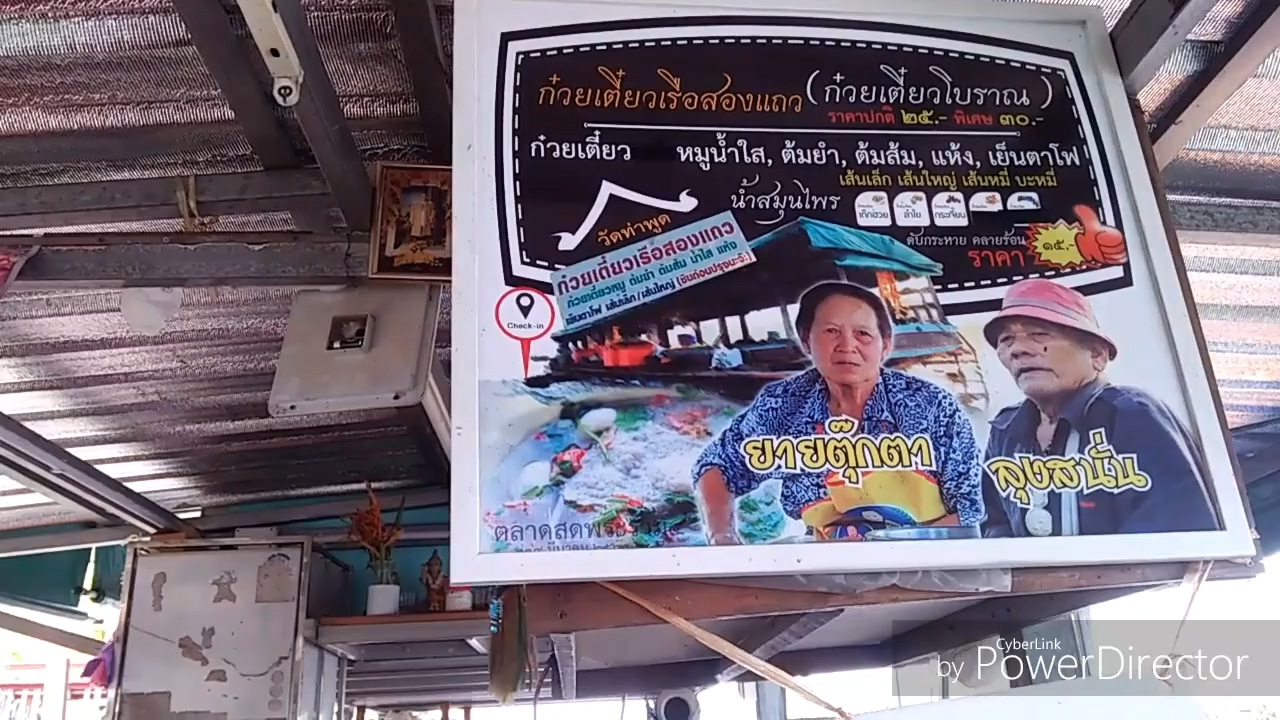 ก๋วยเตี๋ยวเรือสองแถว (ก๋วยเตี๋ยวโบราณ)
ราคาปกติ ๒๕.- พิเศษ ๓๐.-
ก๋วยเตี๋ยว หมูน้ำใส, ต้มยำ, ต้มส้ม, แห้ง, เย็นตาโฟ
เส้นเล็ก เส้นใหญ่ เส้นหมี่ บะหมี่
น้ำสมุนไพร
เก๊กฮวย ลำไย กระเจี๊ยบ
ดับกระหาย คลายร้อน
ราคา ๑๕.-
วัดท่าพูด
ก๋วยเตี๋ยวเรือสองแถว
ก๋วยเตี๋ยวหมู ต้มยำ ต้มส้ม น้ำใส แห้ง
เย็นตาโฟ เส้นเล็ก/เส้นใหญ่ (ชิมก่อนปรุงนะจ๊ะ)
Check-in
ยายตุ๊กตา
ลุงสนั่น
ตลาดสด
มีนาคม
CyberLink
by PowerDirector